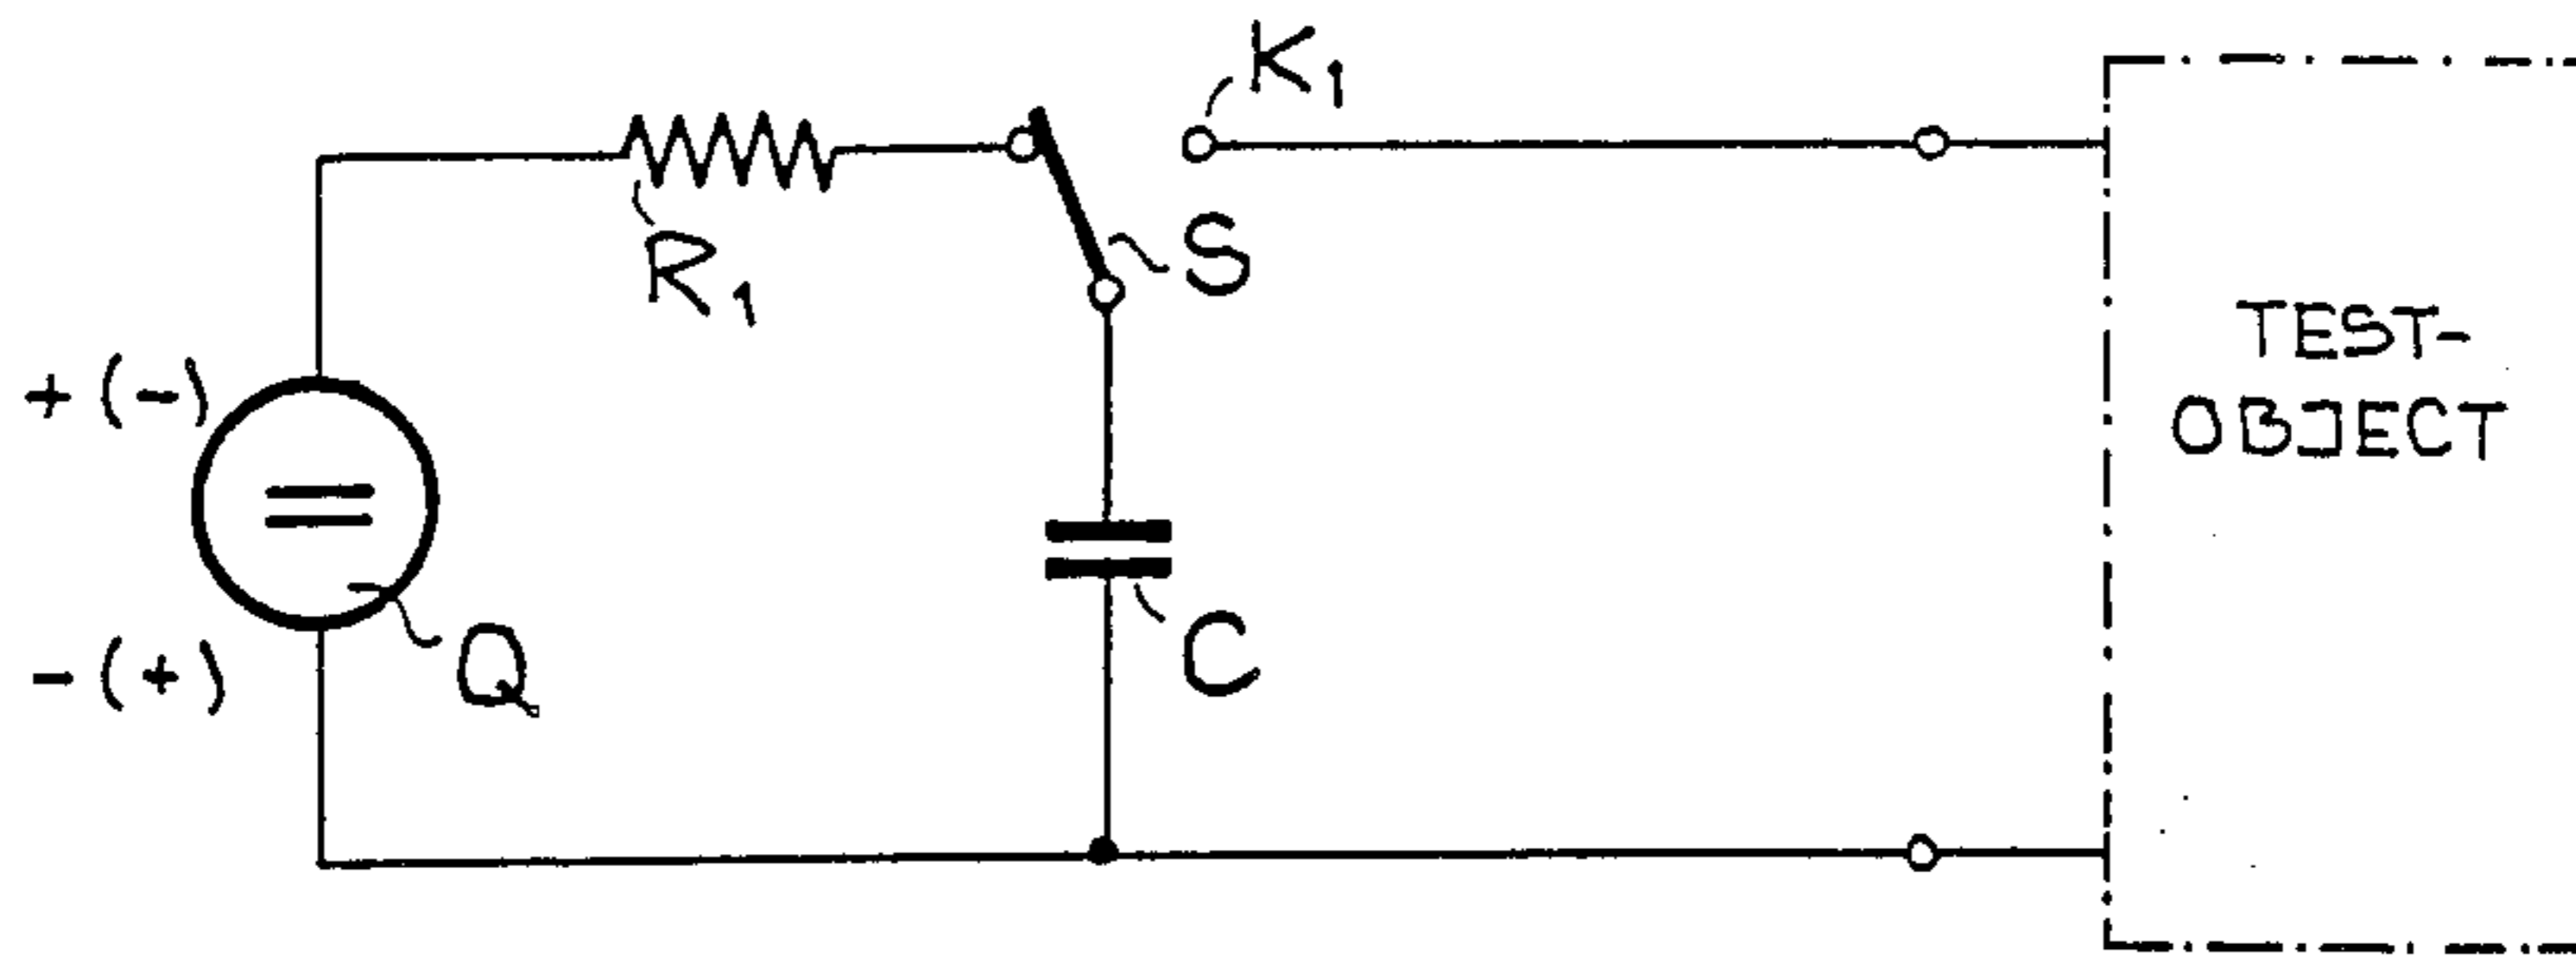 K1
R1
S
+ (-)
TEST-
OBJECT
- (+)
Q
C